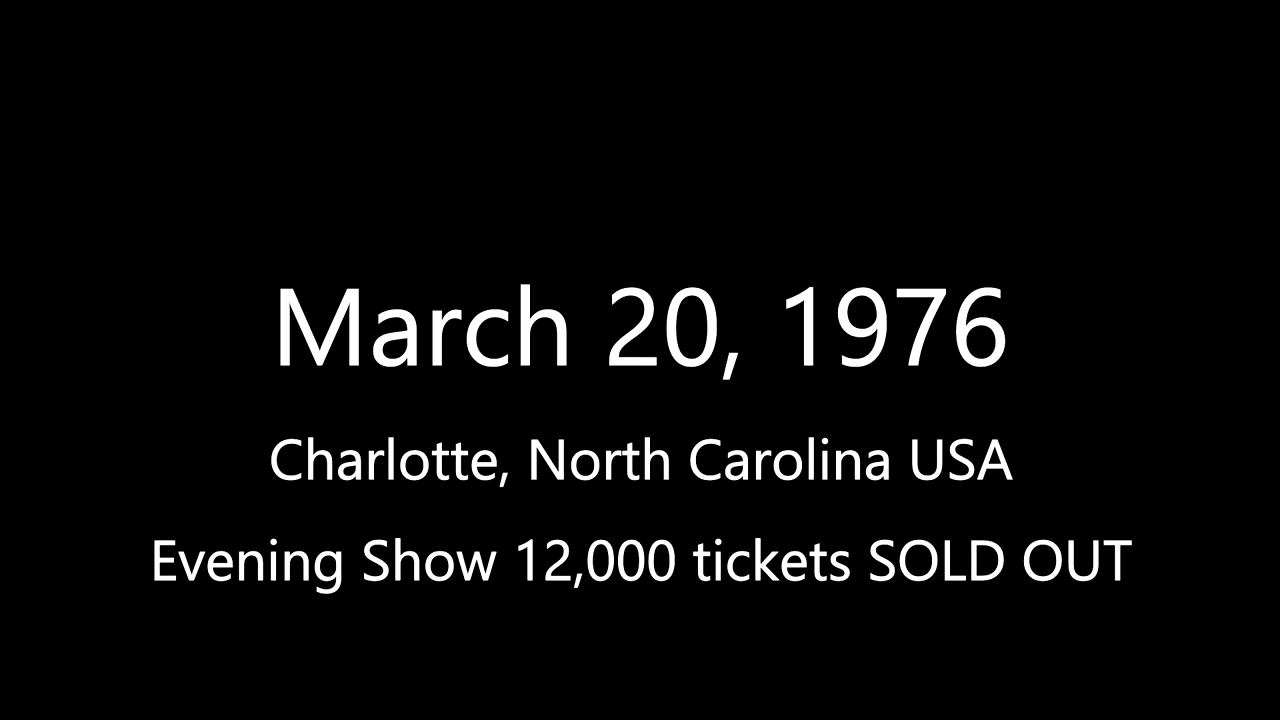 March 20, 1976
Charlotte, North Carolina USA
Evening Show 12,000 tickets SOLD OUT